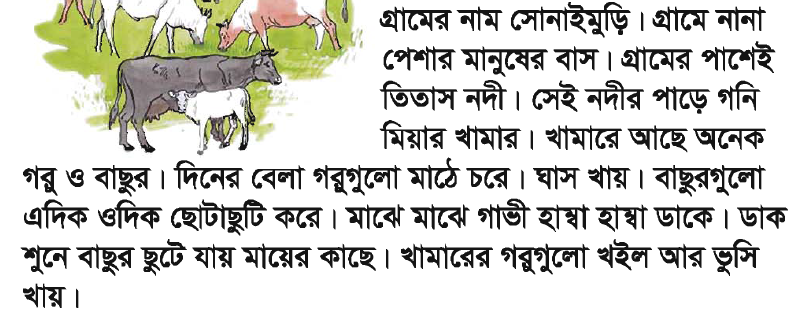 গ্রামের নাম সোনাইমুড়ি। গ্রামে নানা
পেশার মানুষের বাস। গ্রামের পাশেই
তিতাস নদী। সেই নদীর পাড়ে গনি
মিয়ার খামার। খামারে আছে অনেক
গরু ও বাছুর। দিনের বেলা গরুগুলো মাঠে চরে। ঘাস খায়। বাছুরগুলো
এদিক ওদিক ছোটাছুটি করে। মাঝে মাঝে গাভী হাম্বা হাম্বা ডাকে। ডাক
শুনে বাছুর ছুটে যায় মায়ের কাছে। খামারের গরুগুলো খইল আর ভুসি
খায়।